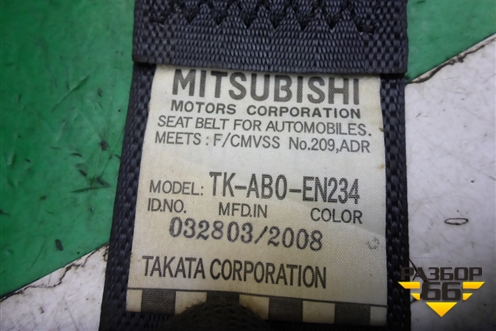 MITSUBISHI
MOTORS CORPORATION
SEAT BELT FOR AUTOMOBILES.
MEETS : F/CMVSS No.209,ADR
MODEL: TK-AB0-EN234
ID.NO. MFD.IN COLOR
032803/2008
TAKATA CORPORATION
РАЗБОР
66